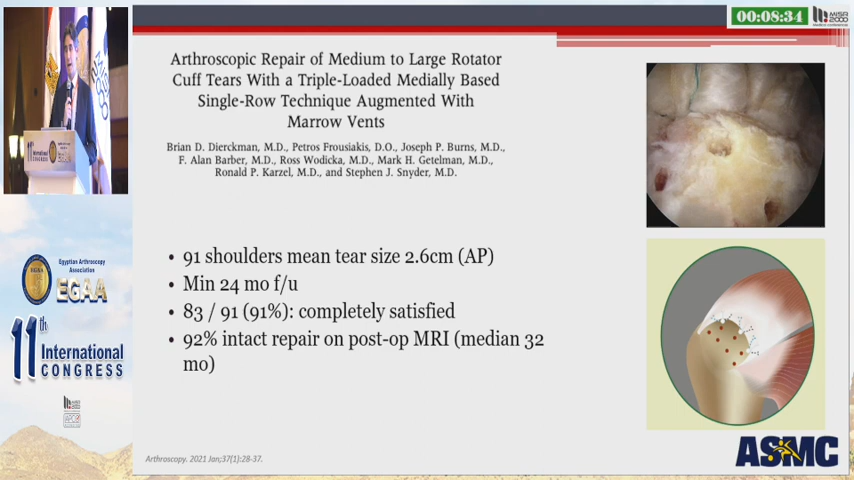 00:08:34
MISR
2000
Arthroscopic Repair of Medium to Large Rotator
Cuff Tears With a Triple-Loaded Medially Based
Single-Row Technique Augmented With
Marrow Vents
Brian D. Dierckman, M.D., Petros Frousiakis, D.O., Joseph P. Burns, M.D.,
F. Alan Barber, M.D., Ross Wodicka, M.D., Mark H. Getelman, M.D.,
Ronald P. Karzel, M.D., and Stephen J. Snyder, M.D.
• 91 shoulders mean tear size 2.6cm (AP)
• Min 24 mo f/u
• 83 / 91 (91%): completely satisfied
• 92% intact repair on post-op MRI (median 32
mo)
Arthroscopy. 2021 Jan;37(1):28-37.
ASMC
International
CONGRESS
Egyptian Arthroscopy
Association
EGAA
11th
International
CONGRESS